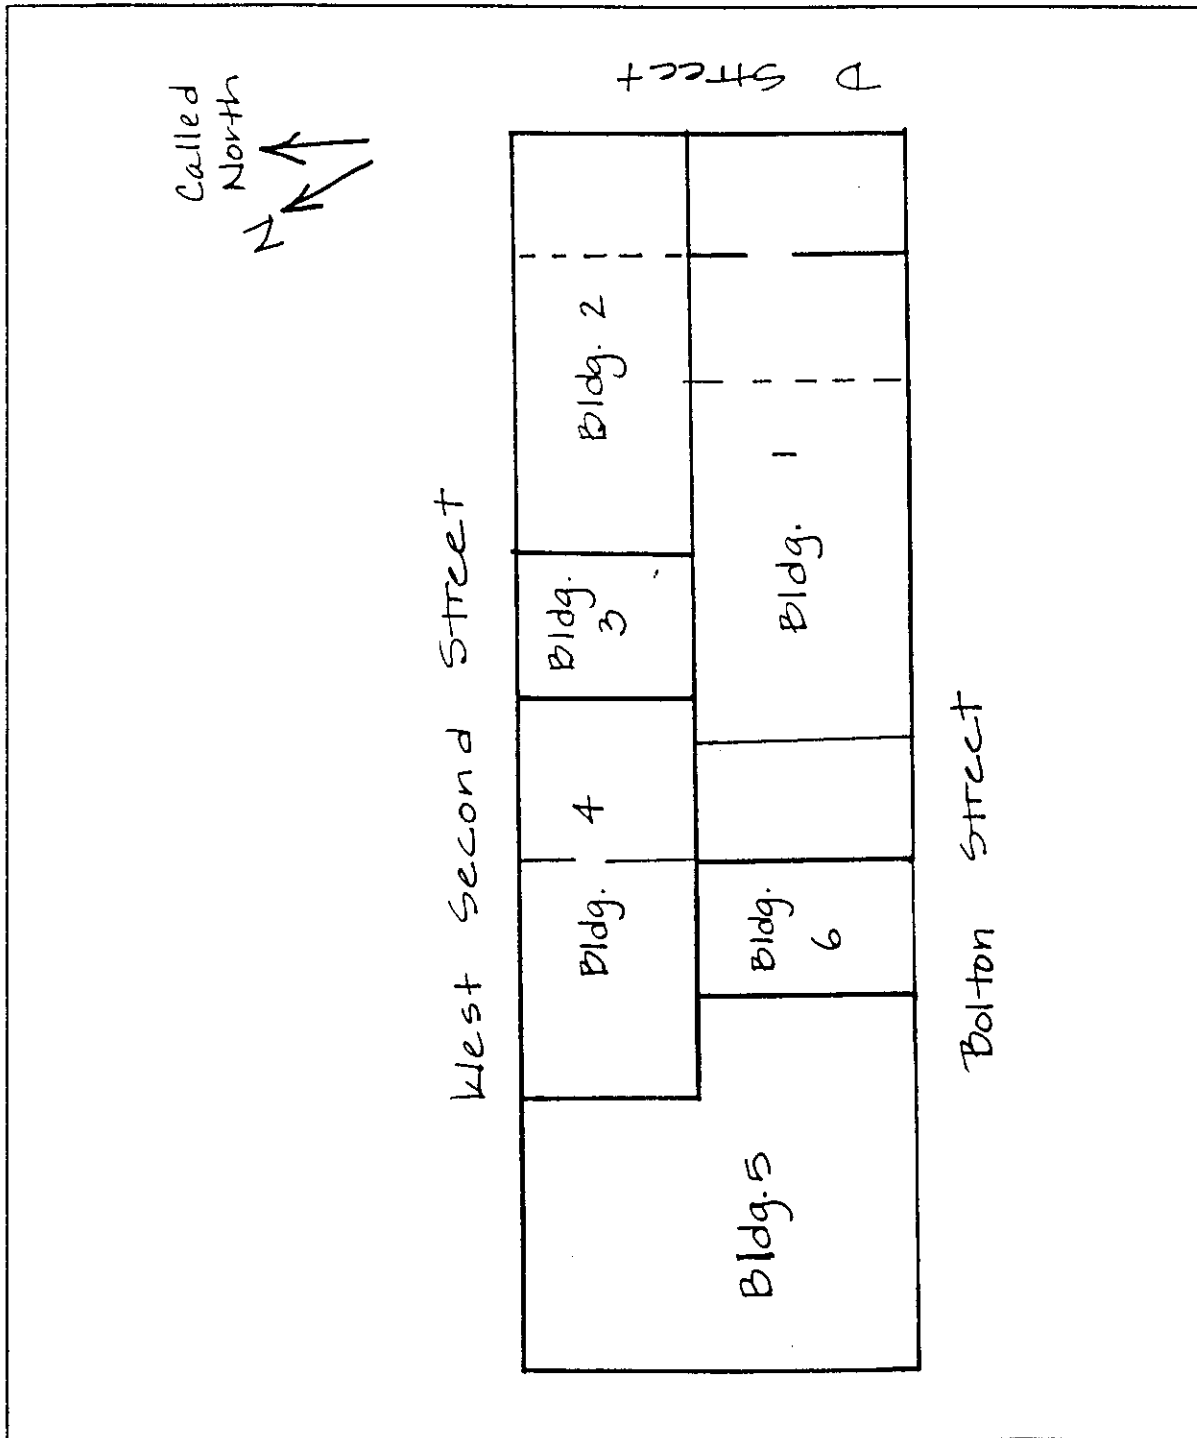 Called
North
N
D Street
West Second Street
Bldg. 2
Bldg.
3
Bldg. 4
Bldg. 1
Bldg.
6
Bldg. 5
Bolton Street